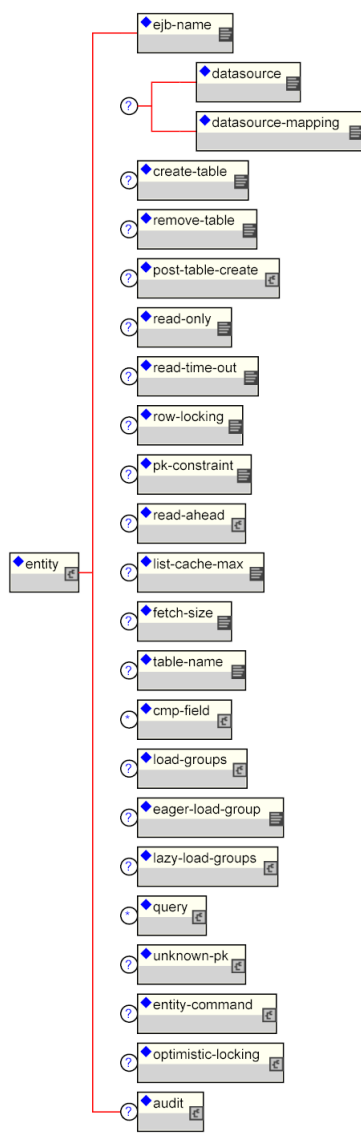 ejb-name
datasource
?
datasource-mapping
? create-table
? remove-table
? post-table-create
? read-only
? read-time-out
? row-locking
? pk-constraint
? read-ahead
entity
? list-cache-max
? fetch-size
? table-name
* cmp-field
? load-groups
? eager-load-group
? lazy-load-groups
* query
? unknown-pk
? entity-command
? optimistic-locking
? audit